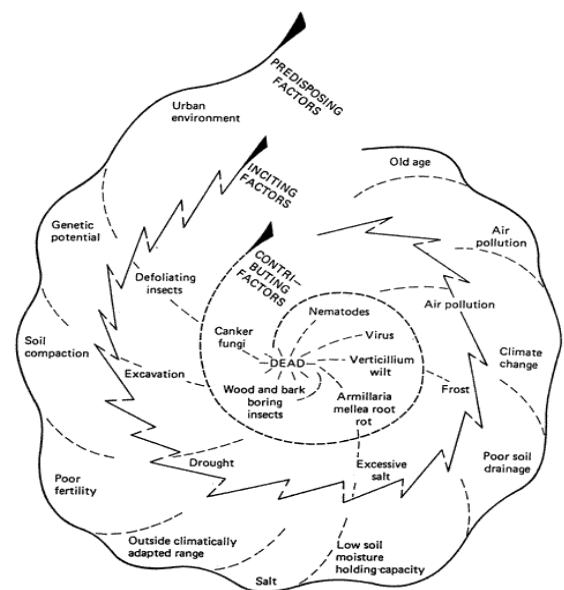 PREDISPOSING
FACTORS
Urban
environment
INCITING
FACTORS
Old age
Genetic
potential
CONTRI-
BUTING
FACTORS
Air
pollution
Defoliating
insects
Nematodes
Air pollution
Canker
fungi
Virus
Soil
compaction
DEAD
Verticillium
wilt
Climate
change
Excavation
Wood and bark
boring
insects
Armillaria
mellea root
rot
Frost
Drought
Excessive
salt
Poor soil
drainage
Poor
fertility
Outside climatically
adapted range
Low soil
moisture
holding capacity
Salt